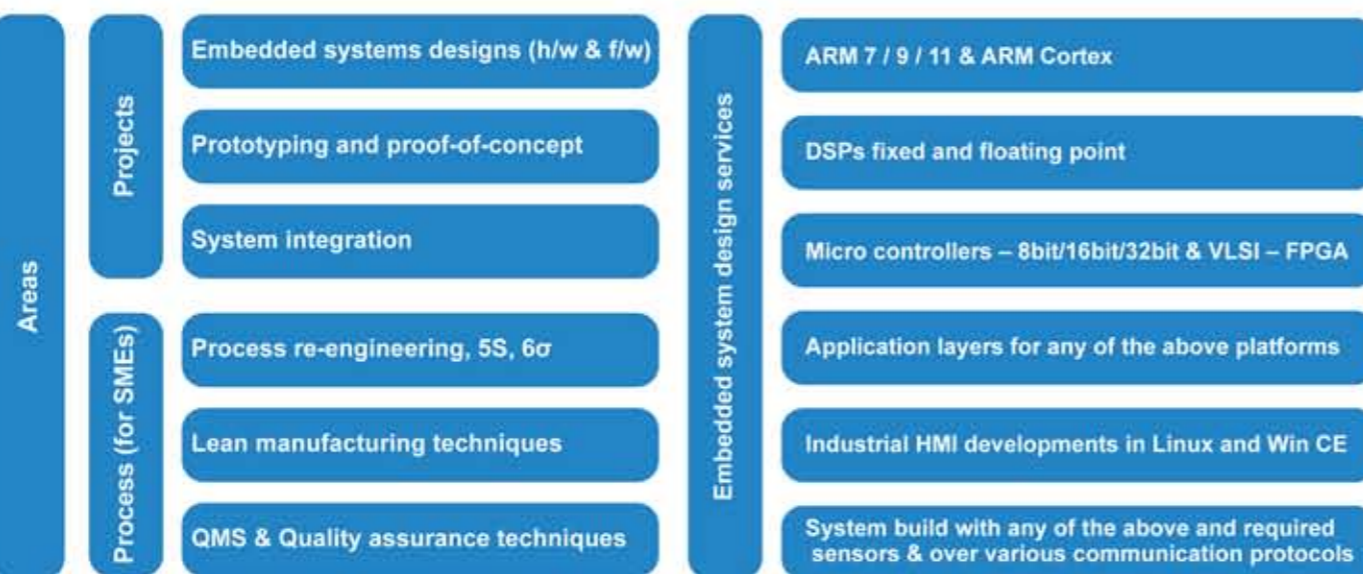 Areas
Projects
Embedded systems designs (h/w & f/w)
Prototyping and proof-of-concept
System integration
Process (for SMEs)
Process re-engineering, 5S, 6σ
Lean manufacturing techniques
QMS & Quality assurance techniques
Embedded system design services
ARM 7 / 9 / 11 & ARM Cortex
DSPs fixed and floating point
Micro controllers – 8bit/16bit/32bit & VLSI – FPGA
Application layers for any of the above platforms
Industrial HMI developments in Linux and Win CE
System build with any of the above and required
sensors & over various communication protocols